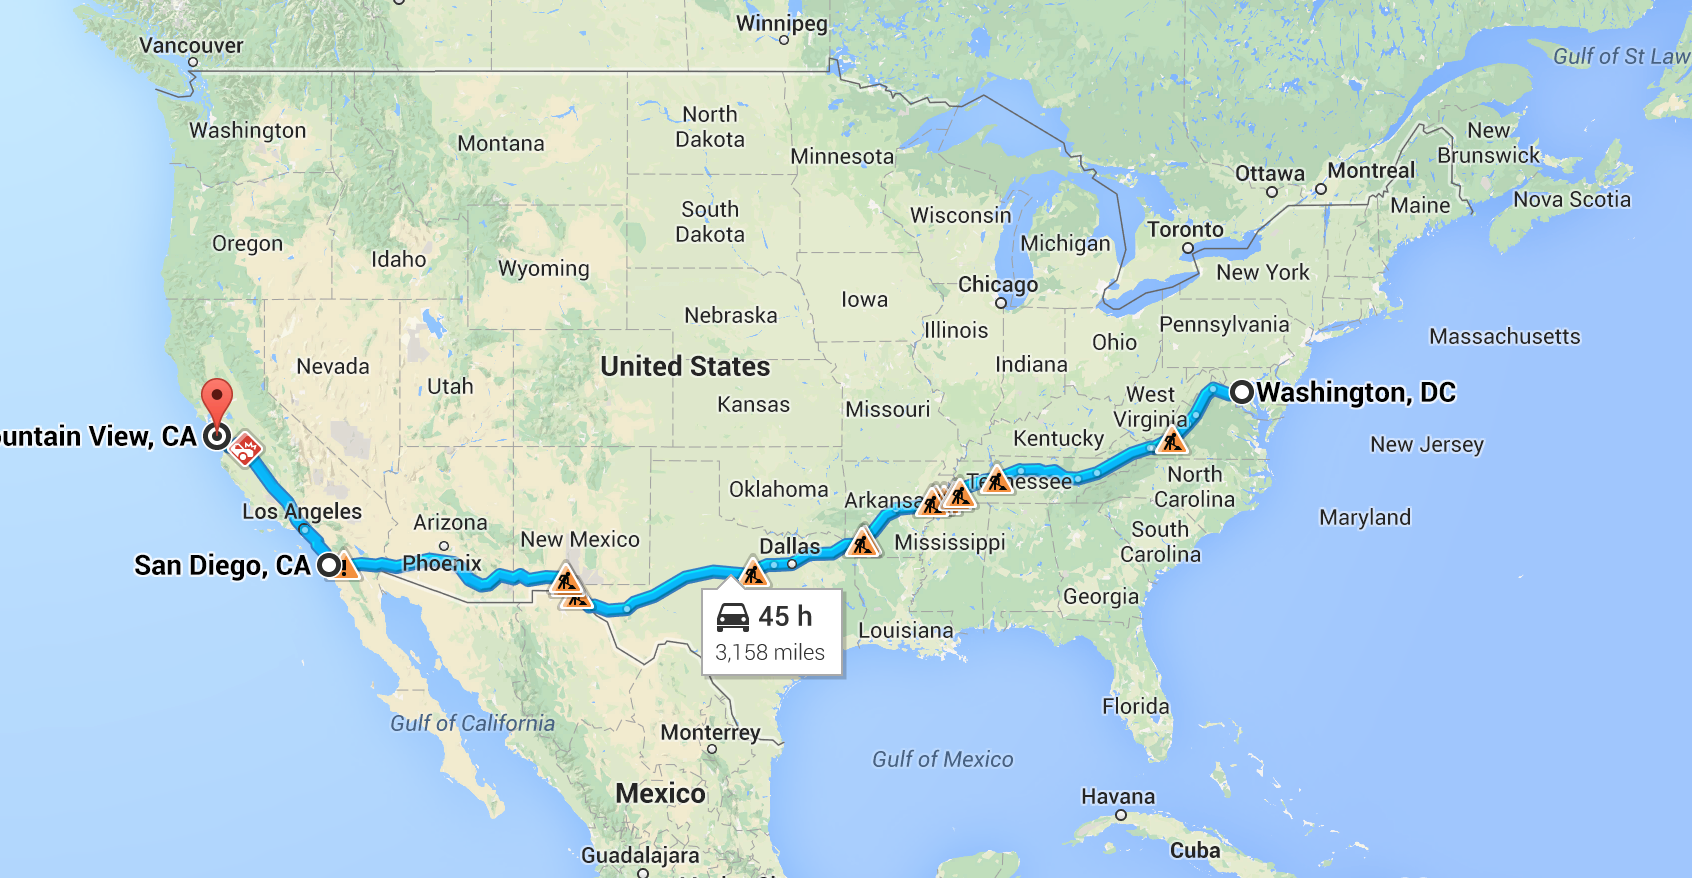 Winnipeg
Vancouver
Gulf of St Law
Washington
North
Dakota
Montana
Minnesota
New
Brunswick
Ottawa
Montreal
Nova Scotia
Maine
South
Dakota
Wisconsin
Michigan
Toronto
Oregon
Idaho
Wyoming
New York
Chicago
Iowa
Nebraska
Illinois
Pennsylvania
Massachusetts
Ohio
Nevada
United States
Indiana
Utah
Kansas
Missouri
West
Virginia
Washington, DC
ountain View, CA
Kentucky
New Jersey
Oklahoma
Arkansa
Tennessee
North
Carolina
Los Angeles
Arizona
New Mexico
Maryland
San Diego, CA
Phoenix
Dallas
Mississippi
South
Carolina
Georgia
45 h
3,158 miles
Louisiana
Florida
Gulf of California
Monterrey
Gulf of Mexico
Mexico
Havana
Cuba
Guadalajara